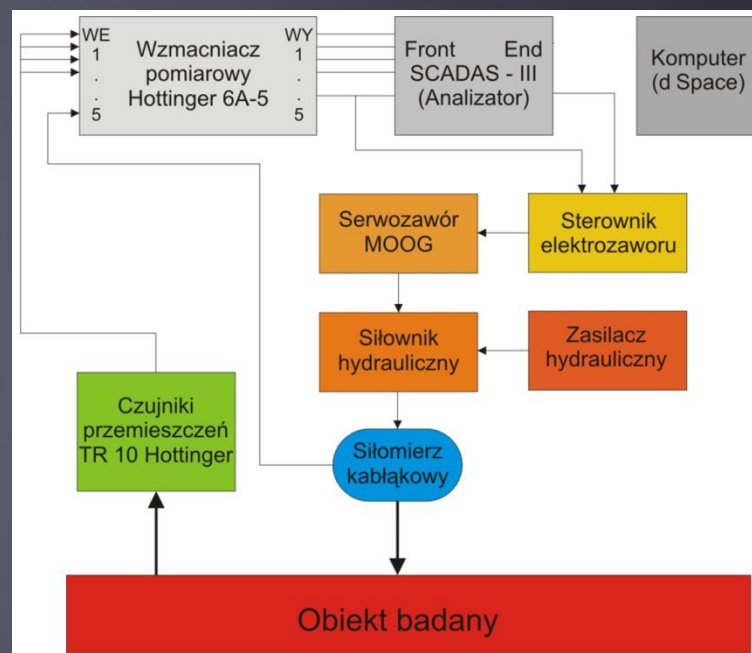 WE
1
.
.
5
Wzmacniacz
pomiarowy
Hottinger 6A-5
WY
1
.
.
5
Front End
SCADAS - III
(Analizator)
Komputer
(d Space)
Serwozawór
MOOG
Sterownik
elektrozaworu
Siłownik
hydrauliczny
Zasilacz
hydrauliczny
Czujniki
przemieszczeń
TR 10 Hottinger
Siłomierz
kabłąkowy
Obiekt badany